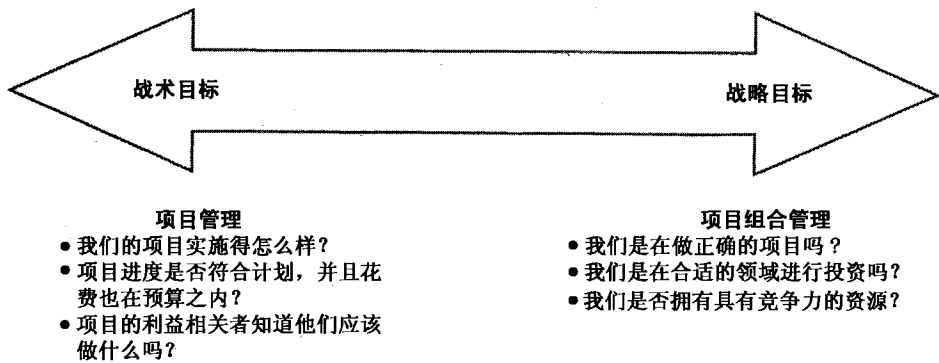 战术目标
战略目标
项目管理
● 我们的项目实施得怎么样？
● 项目进度是否符合计划，并且花
费也在预算之内？
● 项目的利益相关者知道他们应该
做什么吗？
项目组合管理
● 我们是在做正确的项目吗？
● 我们是在合适的领域进行投资吗？
● 我们是否拥有具有竞争力的资源？